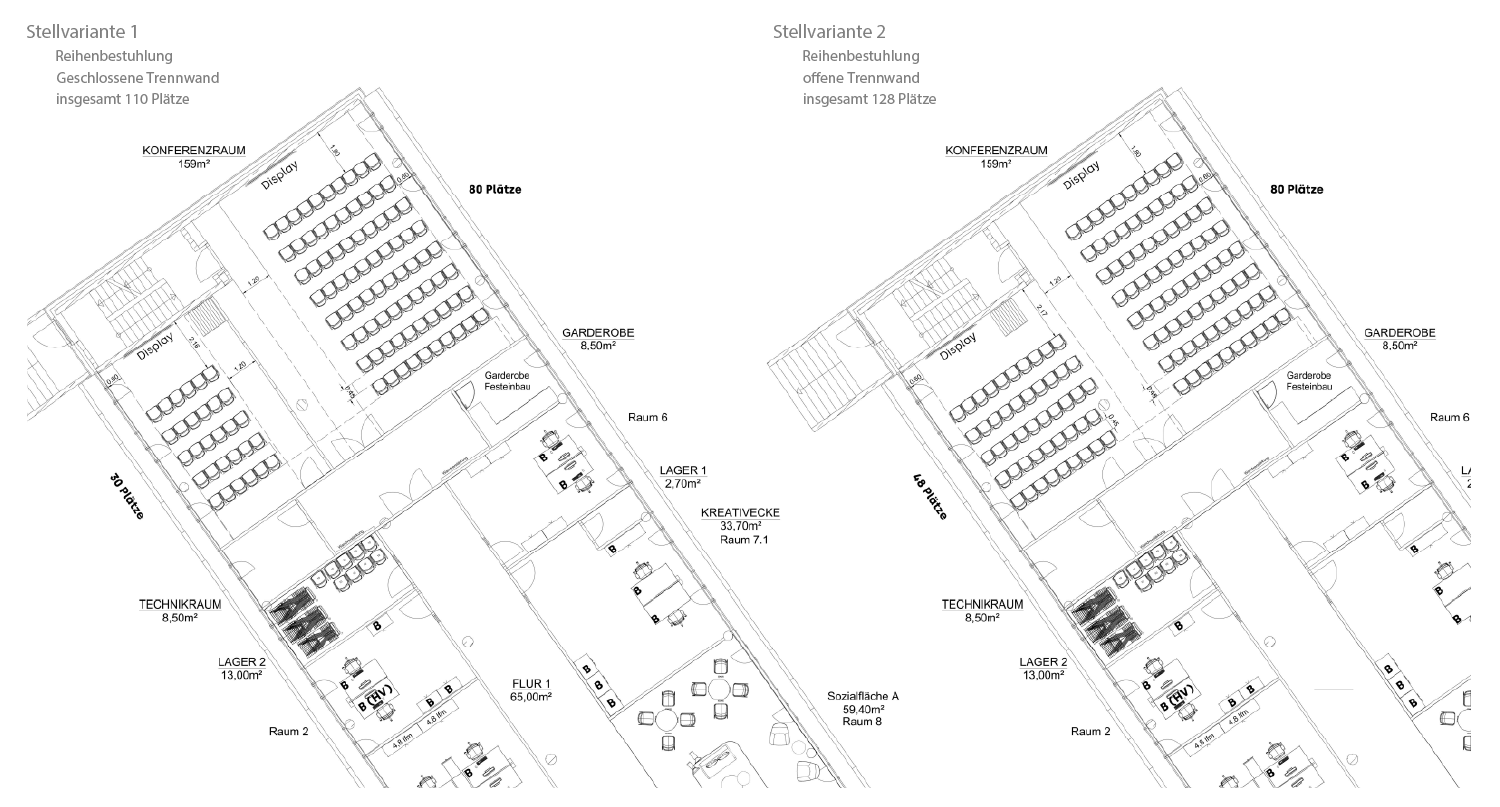 Stellvariante 1
Reihenbestuhlung
Geschlossene Trennwand
insgesamt 110 Plätze
KONFERENZRAUM
159m²
Display
1,80
0,60
80 Plätze
1,20
Display
2,16
1,20
0,60
0,45
GARDEROBE
8,50m²
Garderobe
Festeinbau
Raum 6
30 Plätze
LAGER 1
2,70m²
B
B
KREATIVECKE
33,70m²
Raum 7.1
B
TECHNIKRAUM
8,50m²
B
B
B
LAGER 2
13,00m²
B
B
(HV)
B
B
FLUR 1
65,00m²
B
B
B
Sozialfläche A
59,40m²
Raum 8
Raum 2
4,8 lfm
4,8 lfm
B
B
Stellvariante 2
Reihenbestuhlung
offene Trennwand
insgesamt 128 Plätze
KONFERENZRAUM
159m²
Display
1,80
0,60
80 Plätze
1,20
Display
2,17
0,60
0,45
GARDEROBE
8,50m²
Garderobe
Festeinbau
Raum 6
48 Plätze
LA
2
B
B
B
TECHNIKRAUM
8,50m²
B
B
B
LAGER 2
13,00m²
B
B
(HV)
B
B
B
B
B
Raum 2
4,8 lfm
4,8 lfm
B
B